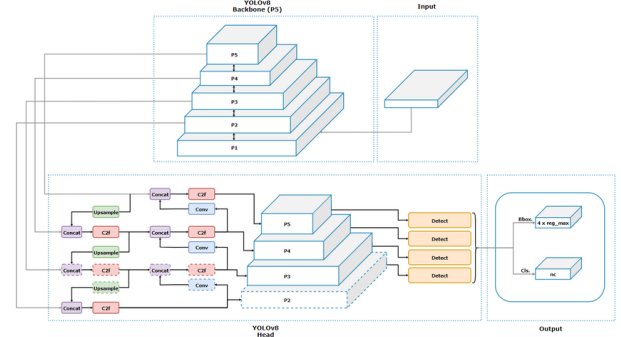 YOLOv8
Backbone (P5)
Input
P5
P4
P3
P2
P1
Concat
C2f
Upsample
Conv
P5
Detect
Bbox.
4 x reg_max
Concat
C2f
Concat
C2f
P4
Detect
Upsample
Conv
Detect
Concat
C2f
Concat
C2f
P3
Cls.
nc
Detect
Upsample
Conv
P2
Concat
C2f
YOLOv8
Head
Output